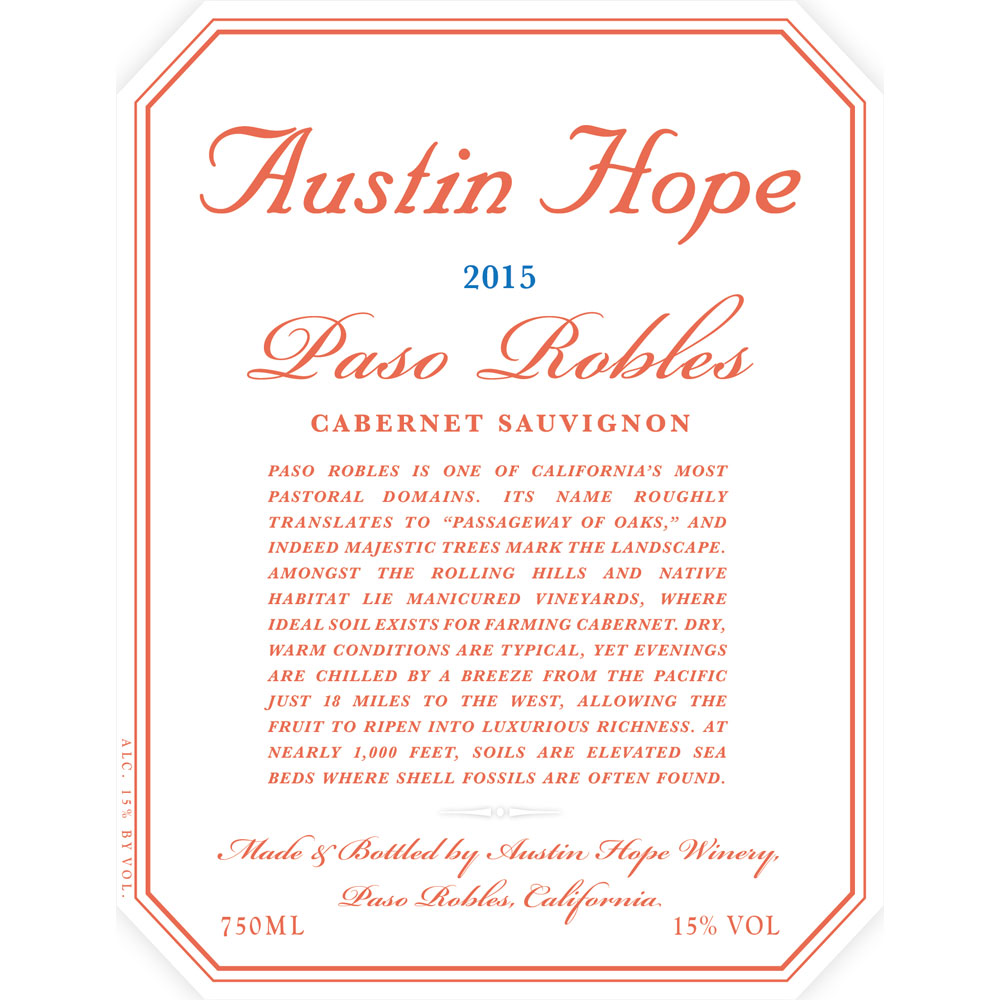 Austin Hope
2015
Paso Robles
CABERNET SAUVIGNON
PASO ROBLES IS ONE OF CALIFORNIA'S MOST
PASTORAL DOMAINS. ITS NAME ROUGHLY
TRANSLATES TO “PASSAGEWAY OF OAKS,” AND
INDEED MAJESTIC TREES MARK THE LANDSCAPE.
AMONGST THE ROLLING HILLS AND NATIVE
HABITAT LIE MANICURED VINEYARDS, WHERE
IDEAL SOIL EXISTS FOR FARMING CABERNET. DRY,
WARM CONDITIONS ARE TYPICAL, YET EVENINGS
ARE CHILLED BY A BREEZE FROM THE PACIFIC
JUST 18 MILES TO THE WEST, ALLOWING THE
FRUIT TO RIPEN INTO LUXURIOUS RICHNESS. AT
NEARLY 1,000 FEET, SOILS ARE ELEVATED SEA
BEDS WHERE SHELL FOSSILS ARE OFTEN FOUND.
Made & Bottled by Austin Hope Winery,
Paso Robles, California.
750ML
15% VOL
ALC. 15% BY VOL.